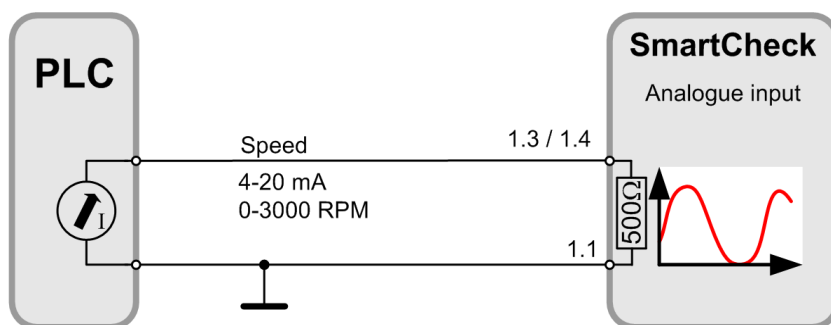 PLC
SmartCheck
Analogue input
Speed
1.3 / 1.4
4-20 mA
0-3000 RPM
I
500Ω
1.1